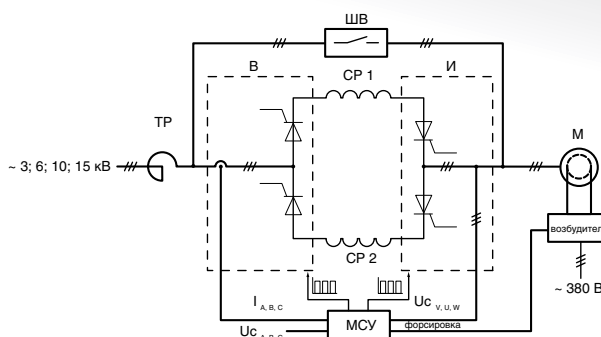 ШВ
В
СР 1
И
ТР
М
~ 3; 6; 10; 15 кВ
возбудител
СР 2
~ 380 В
I A, B, C
Uc V, U, W
МСУ
форсировка
Uc A, B, C